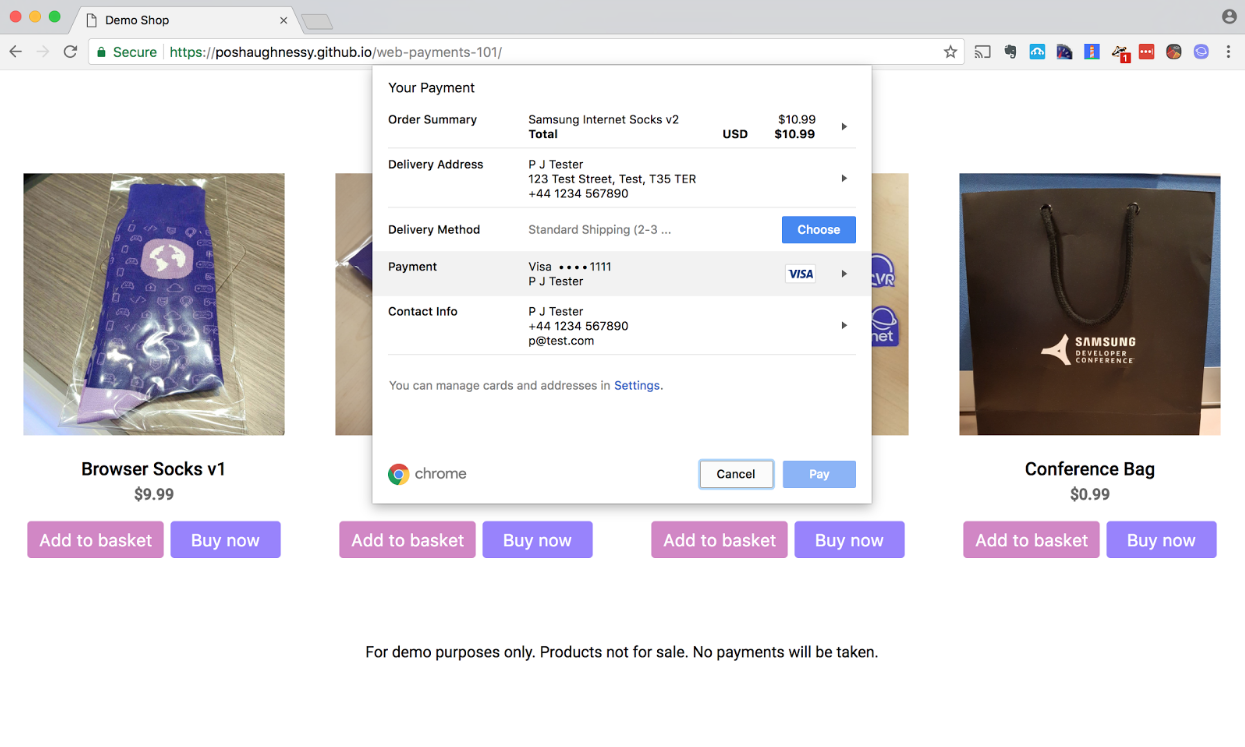 Demo Shop
Secure https://poshaughnessy.github.io/web-payments-101/
1
Your Payment
Order Summary Samsung Internet Socks v2 $10.99
Total USD $10.99
Delivery Address P J Tester
123 Test Street, Test, T35 TER
+44 1234 567890
Delivery Method Standard Shipping (2-3 ... Choose
Payment Visa •••• 1111 VISA
P J Tester
Contact Info P J Tester
+44 1234 567890
p@test.com
You can manage cards and addresses in Settings.
chrome Cancel Pay
VR
net
SAMSUNG
DEVELOPER
CONFERENCE
Browser Socks v1 Conference Bag
$9.99 $0.99
Add to basket Buy now Add to basket Buy now Add to basket Buy now Add to basket Buy now
For demo purposes only. Products not for sale. No payments will be taken.